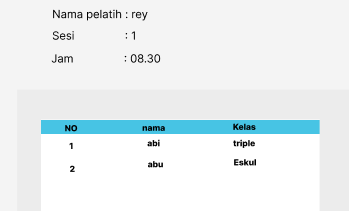 Nama pelatih : rey
Sesi : 1
Jam : 08.30
NO nama Kelas
1 abi triple
2 abu Eskul